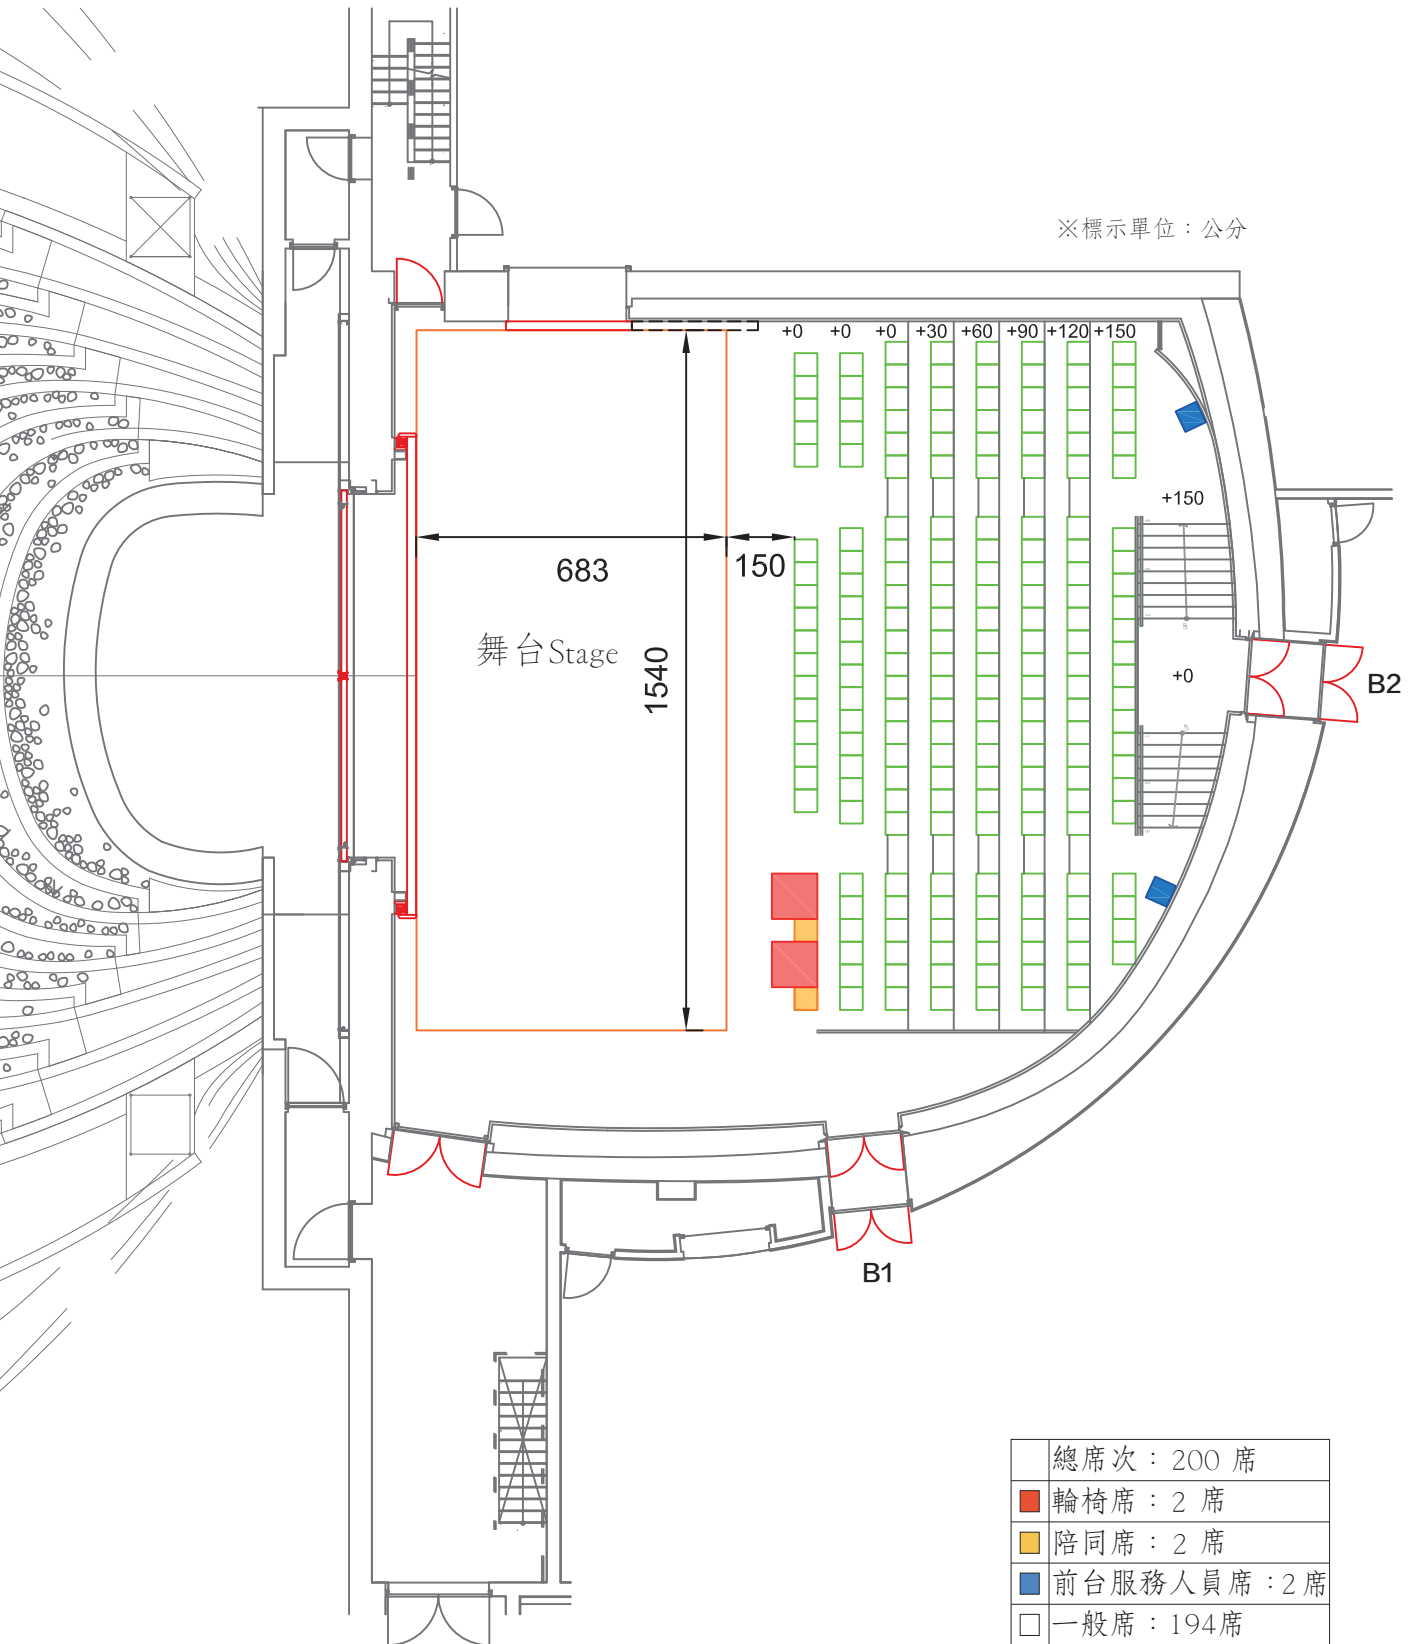 ※標示單位：公分
+0 +0 +0 +30 +60 +90 +120 +150
+150
683
150
舞台Stage
1540
+0
B2
B1
總席次：200 席
輪椅席：2 席
陪同席：2 席
前台服務人員席：2席
一般席：194席